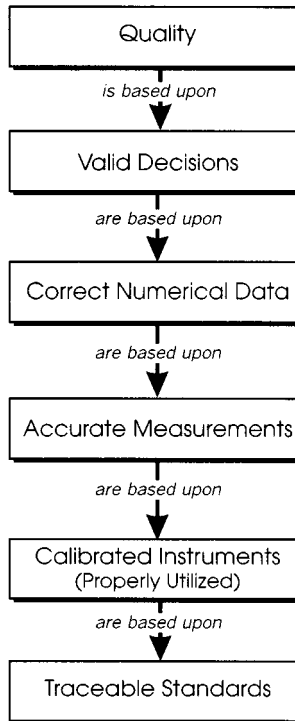 Quality
is based upon
Valid Decisions
are based upon
Correct Numerical Data
are based upon
Accurate Measurements
are based upon
Calibrated Instruments
(Properly Utilized)
are based upon
Traceable Standards